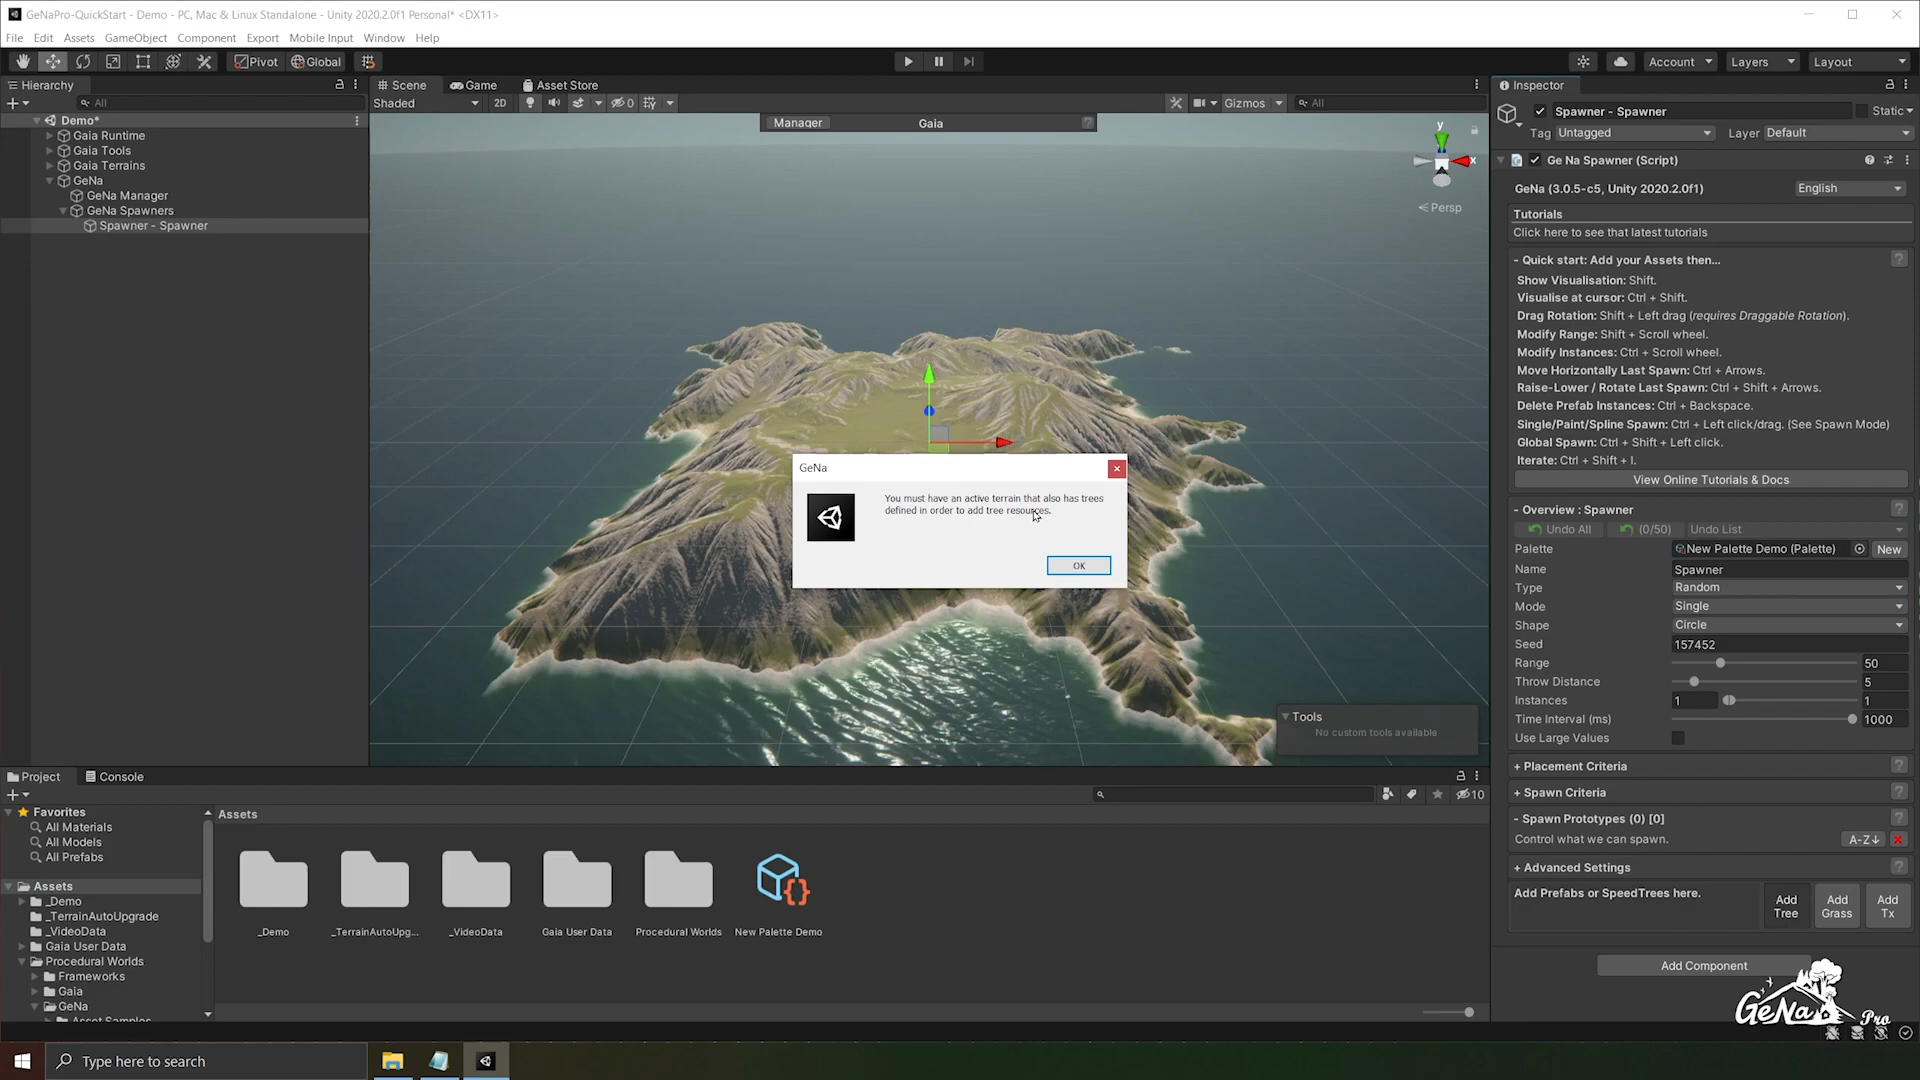 GeNaPro-QuickStart - Demo - PC, Mac & Linux Standalone - Unity 2020.2.0f1 Personal* <DX11>
File Edit Assets GameObject Component Export Mobile Input Window Help
Pivot Global Account Layers Layout
Hierarchy
All
Demo*
Gaia Runtime
Gaia Tools
Gaia Terrains
GeNa
GeNa Manager
GeNa Spawners
Spawner - Spawner
Scene Game Asset Store
Shaded 2D 0 Gizmos All
Manager Gaia ?
y
x
< Persp
GeNa
You must have an active terrain that also has trees
defined in order to add tree resources.
OK
Tools
No custom tools available
Inspector
Spawner - Spawner Static
Tag Untagged Layer Default
Ge Na Spawner (Script)
GeNa (3.0.5-c5, Unity 2020.2.0f1) English
Tutorials
Click here to see that latest tutorials
- Quick start: Add your Assets then... ?
Show Visualisation: Shift.
Visualise at cursor: Ctrl + Shift.
Drag Rotation: Shift + Left drag (requires Draggable Rotation).
Modify Range: Shift + Scroll wheel.
Modify Instances: Ctrl + Scroll wheel.
Move Horizontally Last Spawn: Ctrl + Arrows.
Raise-Lower / Rotate Last Spawn: Ctrl + Shift + Arrows.
Delete Prefab Instances: Ctrl + Backspace.
Single/Paint/Spline Spawn: Ctrl + Left click/drag. (See Spawn Mode)
Global Spawn: Ctrl + Shift + Left click.
Iterate: Ctrl + Shift + I.
View Online Tutorials & Docs
- Overview : Spawner ?
Undo All (0/50) Undo List
Palette New Palette Demo (Palette) New
Name Spawner
Type Random
Mode Single
Shape Circle
Seed 157452
Range 50
Throw Distance 5
Instances 1 1
Time Interval (ms) 1000
Use Large Values
+ Placement Criteria ?
+ Spawn Criteria ?
- Spawn Prototypes (0) [0] ?
Control what we can spawn. A-Z↓ x
+ Advanced Settings ?
Add Prefabs or SpeedTrees here.
Add Tree
Add Grass
Add Tx
Add Component
GeNa Pro
Project Console
10
Favorites
All Materials
All Models
All Prefabs
Assets
_Demo
_TerrainAutoUpgrade
_VideoData
Gaia User Data
Procedural Worlds
Frameworks
Gaia
GeNa
Asset Samples
Assets
_Demo
_TerrainAutoUpg...
_VideoData
Gaia User Data
Procedural Worlds
New Palette Demo
Type here to search